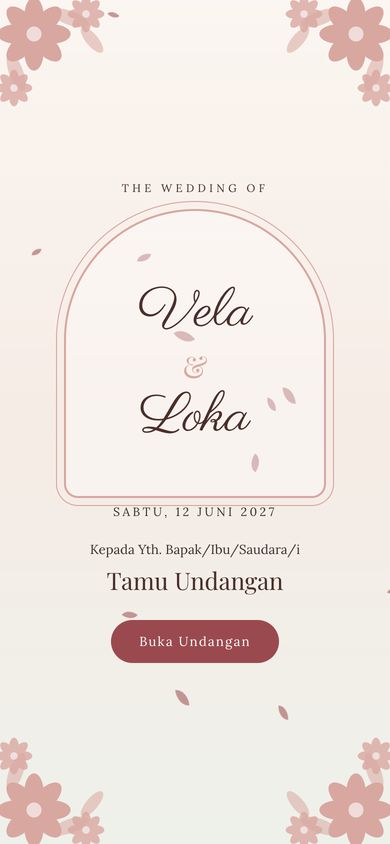 THE WEDDING OF
Vela
&
Loka
SABTU, 12 JUNI 2027
Kepada Yth. Bapak/Ibu/Saudara/i
Tamu Undangan
Buka Undangan